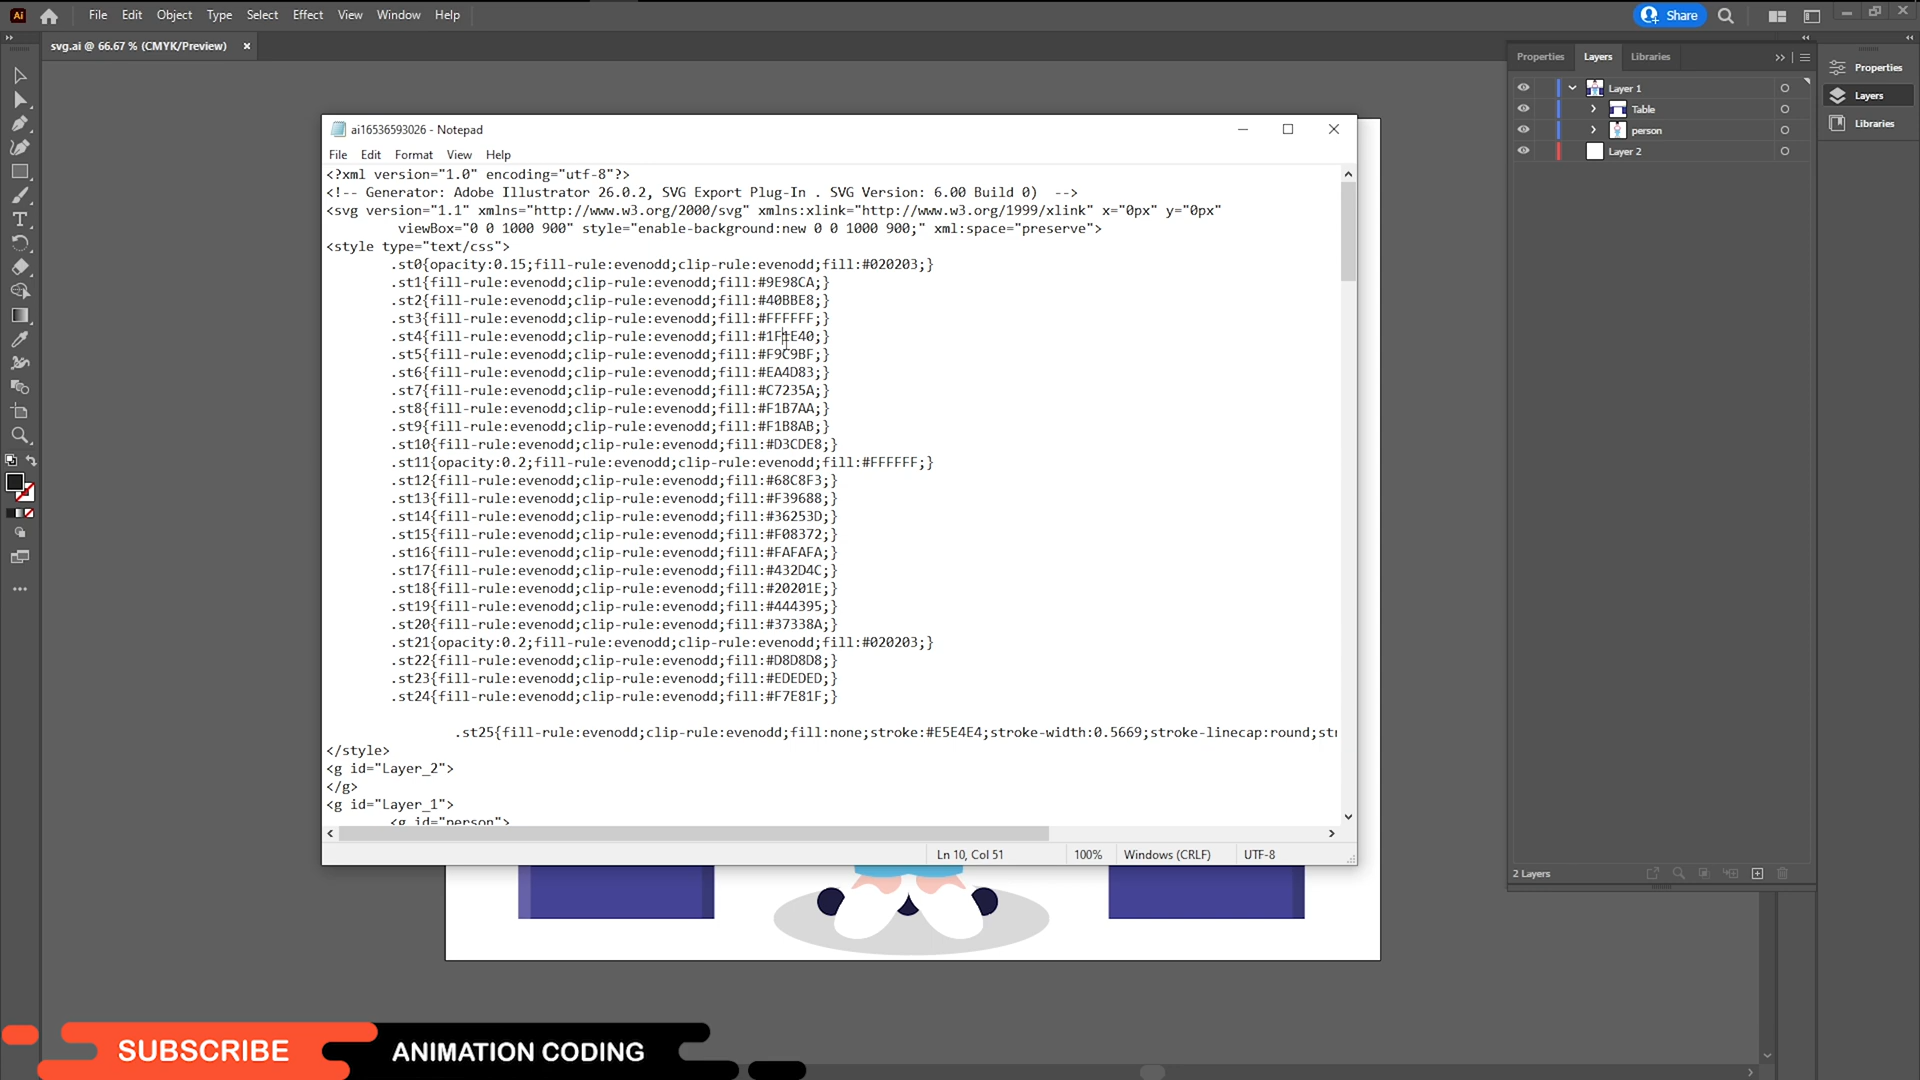 Ai File Edit Object Type Select Effect View Window Help Share
svg.ai @ 66.67 % (CMYK/Preview) ×
Properties Layers Libraries
Layer 1
Table
person
Layer 2
2 Layers
Properties
Layers
Libraries
ai16536593026 - Notepad
File Edit Format View Help
<?xml version="1.0" encoding="utf-8"?>
<!-- Generator: Adobe Illustrator 26.0.2, SVG Export Plug-In . SVG Version: 6.00 Build 0)  -->
<svg version="1.1" xmlns="http://www.w3.org/2000/svg" xmlns:xlink="http://www.w3.org/1999/xlink" x="0px" y="0px"
viewBox="0 0 1000 900" style="enable-background:new 0 0 1000 900;" xml:space="preserve">
<style type="text/css">
.st0{opacity:0.15;fill-rule:evenodd;clip-rule:evenodd;fill:#020203;}
.st1{fill-rule:evenodd;clip-rule:evenodd;fill:#9E98CA;}
.st2{fill-rule:evenodd;clip-rule:evenodd;fill:#40BBE8;}
.st3{fill-rule:evenodd;clip-rule:evenodd;fill:#FFFFFF;}
.st4{fill-rule:evenodd;clip-rule:evenodd;fill:#1F1E40;}
.st5{fill-rule:evenodd;clip-rule:evenodd;fill:#F9C9BF;}
.st6{fill-rule:evenodd;clip-rule:evenodd;fill:#EA4D83;}
.st7{fill-rule:evenodd;clip-rule:evenodd;fill:#C7235A;}
.st8{fill-rule:evenodd;clip-rule:evenodd;fill:#F1B7AA;}
.st9{fill-rule:evenodd;clip-rule:evenodd;fill:#F1B8AB;}
.st10{fill-rule:evenodd;clip-rule:evenodd;fill:#D3CDE8;}
.st11{opacity:0.2;fill-rule:evenodd;clip-rule:evenodd;fill:#FFFFFF;}
.st12{fill-rule:evenodd;clip-rule:evenodd;fill:#68C8F3;}
.st13{fill-rule:evenodd;clip-rule:evenodd;fill:#F39688;}
.st14{fill-rule:evenodd;clip-rule:evenodd;fill:#36253D;}
.st15{fill-rule:evenodd;clip-rule:evenodd;fill:#F08372;}
.st16{fill-rule:evenodd;clip-rule:evenodd;fill:#FAFAFA;}
.st17{fill-rule:evenodd;clip-rule:evenodd;fill:#432D4C;}
.st18{fill-rule:evenodd;clip-rule:evenodd;fill:#20201E;}
.st19{fill-rule:evenodd;clip-rule:evenodd;fill:#444395;}
.st20{fill-rule:evenodd;clip-rule:evenodd;fill:#37338A;}
.st21{opacity:0.2;fill-rule:evenodd;clip-rule:evenodd;fill:#020203;}
.st22{fill-rule:evenodd;clip-rule:evenodd;fill:#D8D8D8;}
.st23{fill-rule:evenodd;clip-rule:evenodd;fill:#EDEDED;}
.st24{fill-rule:evenodd;clip-rule:evenodd;fill:#F7E81F;}
.st25{fill-rule:evenodd;clip-rule:evenodd;fill:none;stroke:#E5E4E4;stroke-width:0.5669;stroke-linecap:round;str
</style>
<g id="Layer_2">
</g>
<g id="Layer_1">
<g id="person">
Ln 10, Col 51 100% Windows (CRLF) UTF-8
SUBSCRIBE ANIMATION CODING